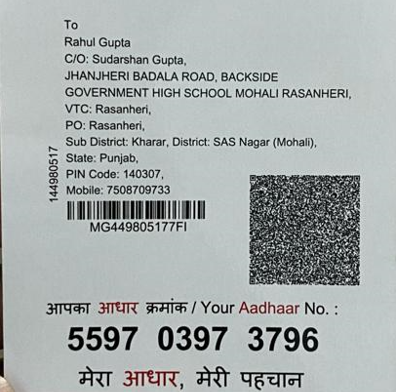 To
Rahul Gupta
C/O: Sudarshan Gupta,
JHANJHERI BADALA ROAD, BACKSIDE
GOVERNMENT HIGH SCHOOL MOHALI RASANHERI,
VTC: Rasanheri,
PO: Rasanheri,
Sub District: Kharar, District: SAS Nagar (Mohali),
State: Punjab,
PIN Code: 140307,
Mobile: 7508709733
144980517
MG449805177FI
आपका आधार क्रमांक / Your Aadhaar No. :
5597 0397 3796
मेरा आधार, मेरी पहचान